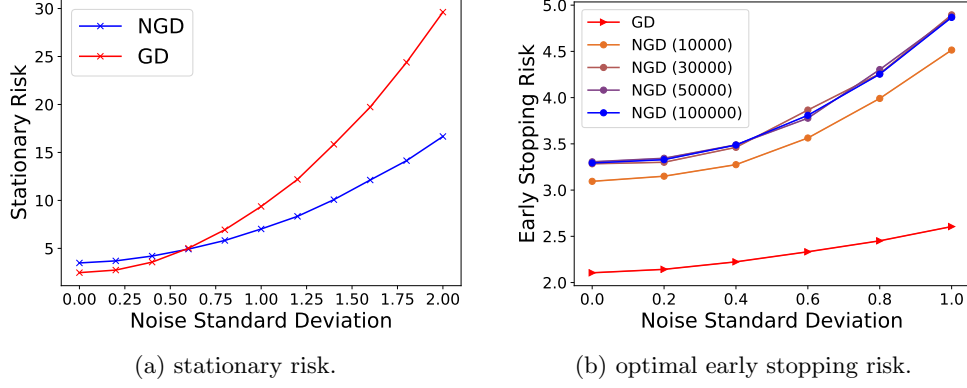 30
25
20
15
10
5
Stationary Risk
NGD
GD
0.00 0.25 0.50 0.75 1.00 1.25 1.50 1.75 2.00
Noise Standard Deviation
(a) stationary risk.
5.0
4.5
4.0
3.5
3.0
2.5
2.0
Early Stopping Risk
GD
NGD (10000)
NGD (30000)
NGD (50000)
NGD (100000)
0.0 0.2 0.4 0.6 0.8 1.0
Noise Standard Deviation
(b) optimal early stopping risk.